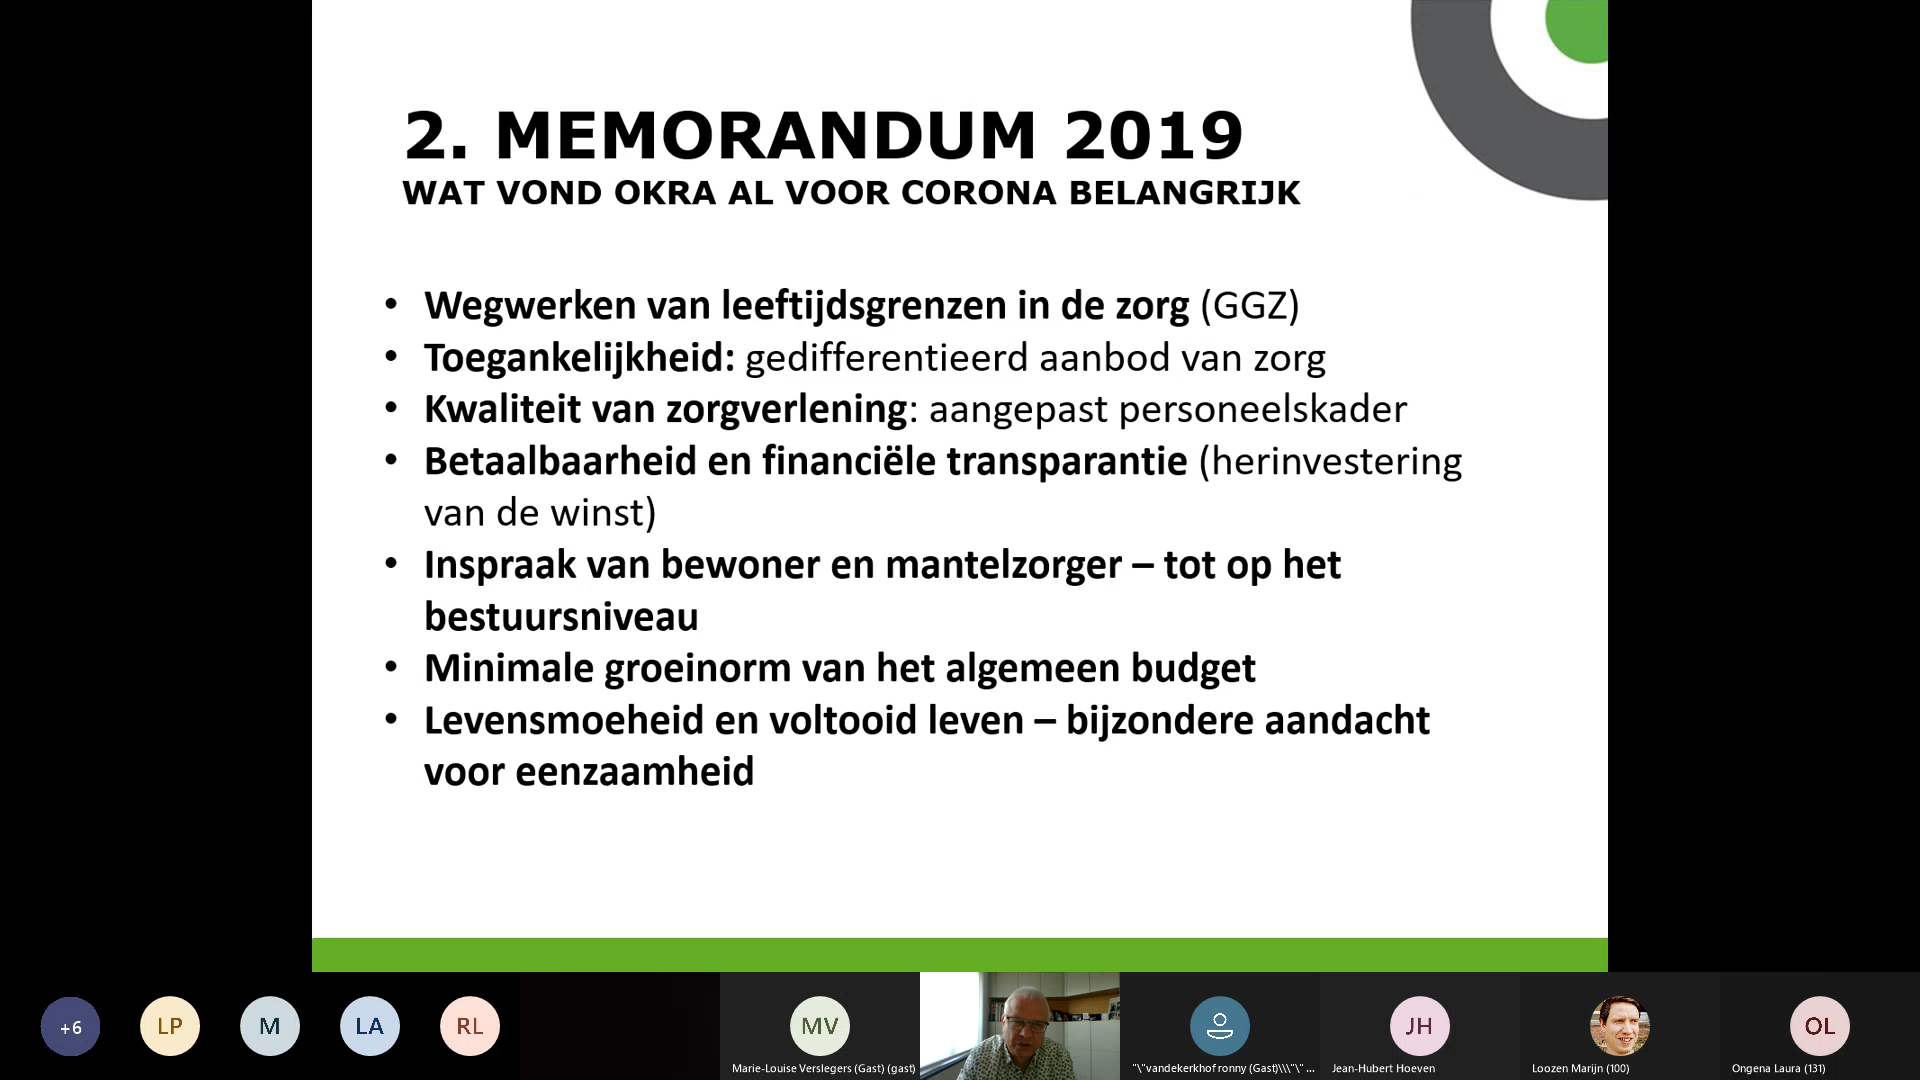 2. MEMORANDUM 2019
WAT VOND OKRA AL VOOR CORONA BELANGRIJK
• Wegwerken van leeftijdsgrenzen in de zorg (GGZ)
• Toegankelijkheid: gedifferentieerd aanbod van zorg
• Kwaliteit van zorgverlening: aangepast personeelskader
• Betaalbaarheid en financiële transparantie (herinvestering
van de winst)
• Inspraak van bewoner en mantelzorger – tot op het
bestuursniveau
• Minimale groeinorm van het algemeen budget
• Levensmoeheid en voltooid leven – bijzondere aandacht
voor eenzaamheid
+6
LP
M
LA
RL
MV
JH
OL
Marie-Louise Verslegers (Gast) (gast)
"\"vandekerkhof ronny (Gast)\\\"\" ...
Jean-Hubert Hoeven
Loozen Marijn (100)
Ongena Laura (131)